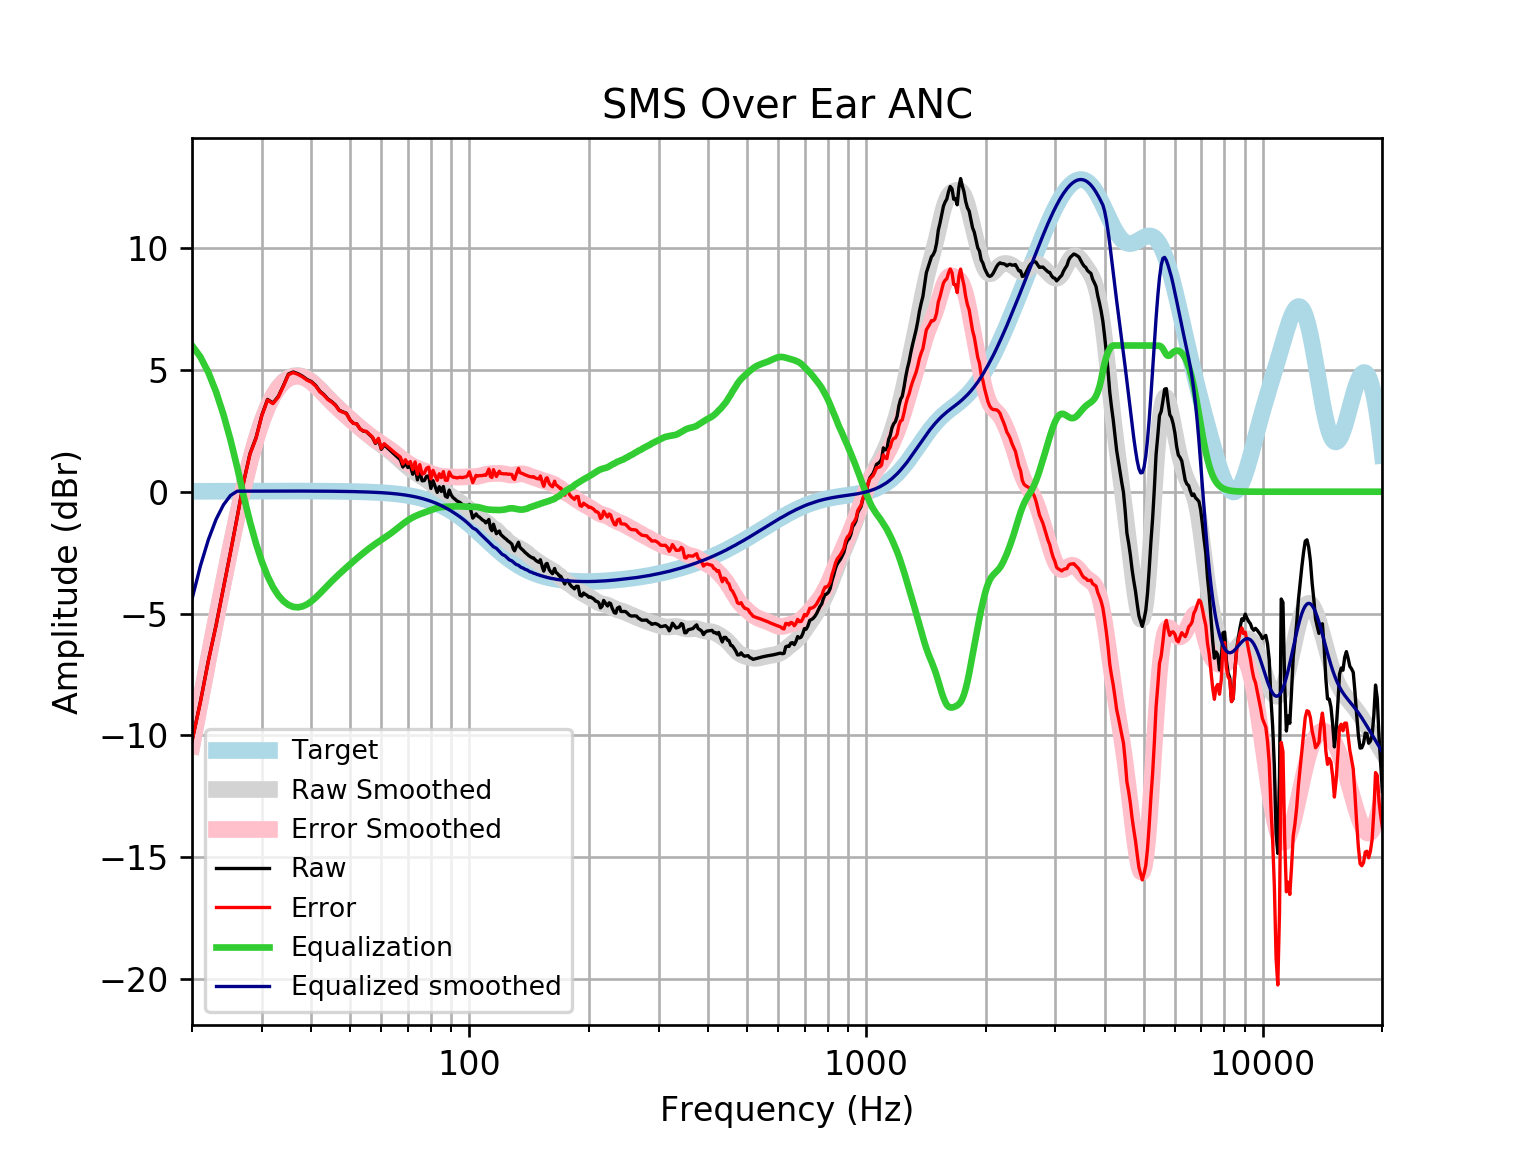 SMS Over Ear ANC
Amplitude (dBr)
10
5
0
−5
−10
−15
−20
Target
Raw Smoothed
Error Smoothed
Raw
Error
Equalization
Equalized smoothed
100
1000
10000
Frequency (Hz)